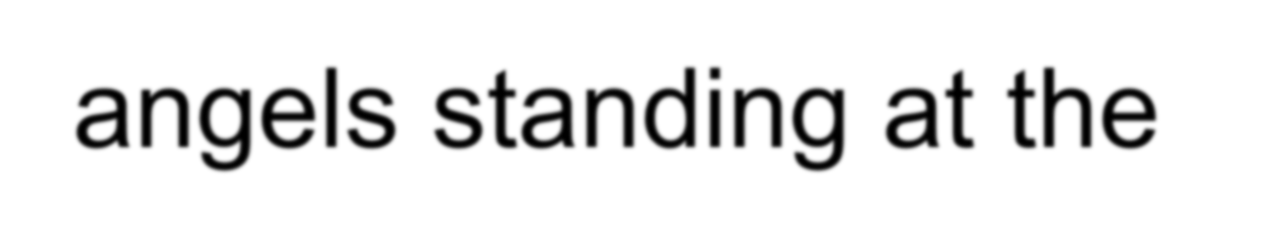 angels standing at the